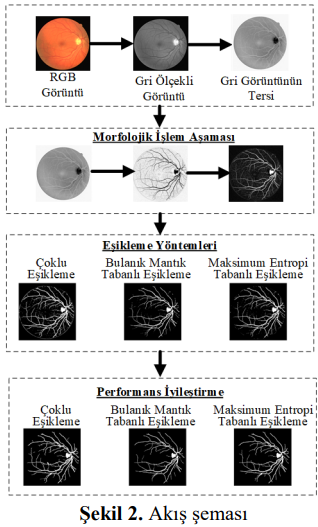 RGB Görüntü
Gri Ölçekli Görüntü
Gri Görüntünün Tersi
Morfolojik İşlem Aşaması
Eşikleme Yöntemleri
Çoklu Eşikleme
Bulanık Mantık Tabanlı Eşikleme
Maksimum Entropi Tabanlı Eşikleme
Performans İyileştirme
Çoklu Eşikleme
Bulanık Mantık Tabanlı Eşikleme
Maksimum Entropi Tabanlı Eşikleme
Şekil 2. Akış şeması